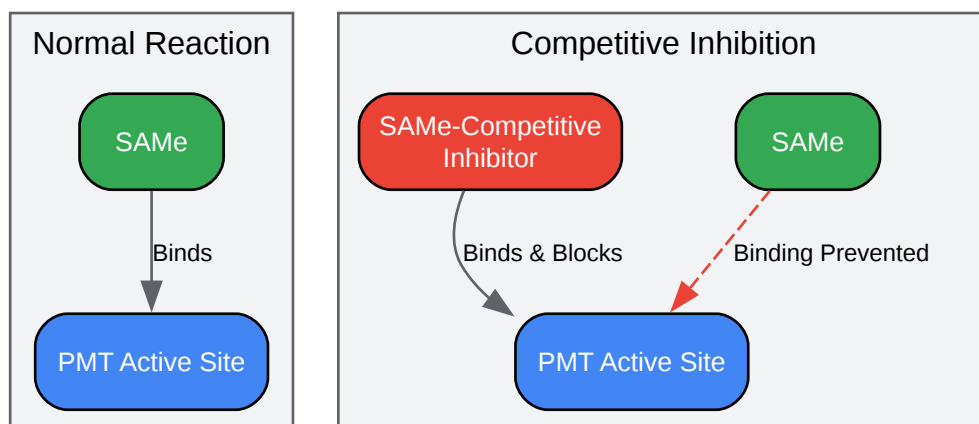 Normal Reaction
SAMe
Binds
PMT Active Site
Competitive Inhibition
SAMe-Competitive
Inhibitor
SAMe
Binds & Blocks
Binding Prevented
PMT Active Site